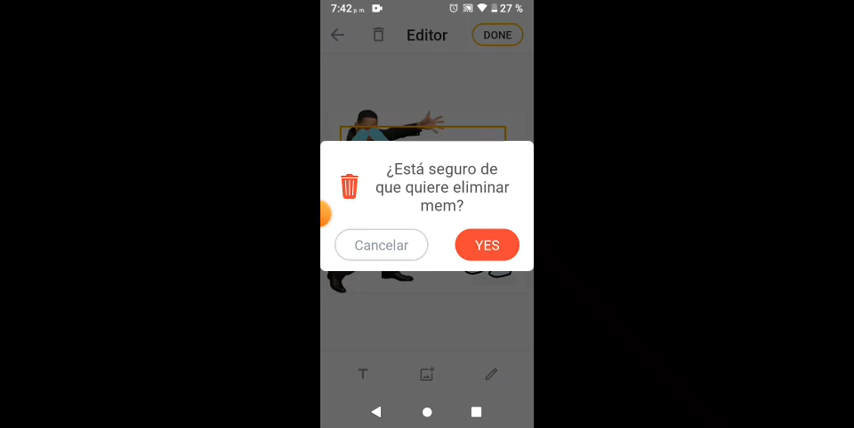 7:42 p. m. 27 %
Editor DONE
¿Está seguro de
que quiere eliminar
mem?
Cancelar YES
T